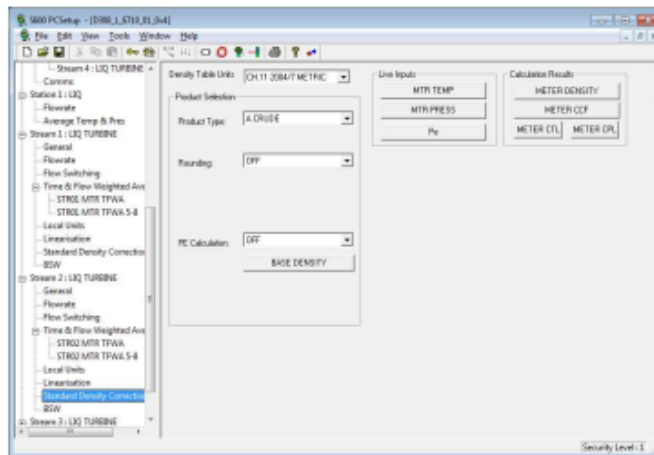 S600 PCSetup - [D308_L_6710_01_0v4]
File Edit View Tools Window Help
Stream 4 : LIQ TURBINE
Comms
Station 1 : LIQ
Flowrate
Average Temp & Pres
Stream 1 : LIQ TURBINE
General
Flowrate
Flow Switching
Time & Flow Weighted Ave
STR01 MTR TFWA
STR01 MTR TFWA 5-8
Local Units
Linearisation
Standard Density Correction
BSW
Stream 2 : LIQ TURBINE
General
Flowrate
Flow Switching
Time & Flow Weighted Ave
STR02 MTR TFWA
STR02 MTR TFWA 5-8
Local Units
Linearisation
Standard Density Correction
BSW
Stream 3 : LIQ TURBINE
Density Table Units CH.11 2004/7 METRIC
Product Selection
Product Type: A CRUDE
Rounding: OFF
PE Calculation: OFF
BASE DENSITY
Live Inputs
MTR TEMP
MTR PRESS
Pe
Calculation Results
METER DENSITY
METER CCF
METER CTL METER CPL
Security Level : 1